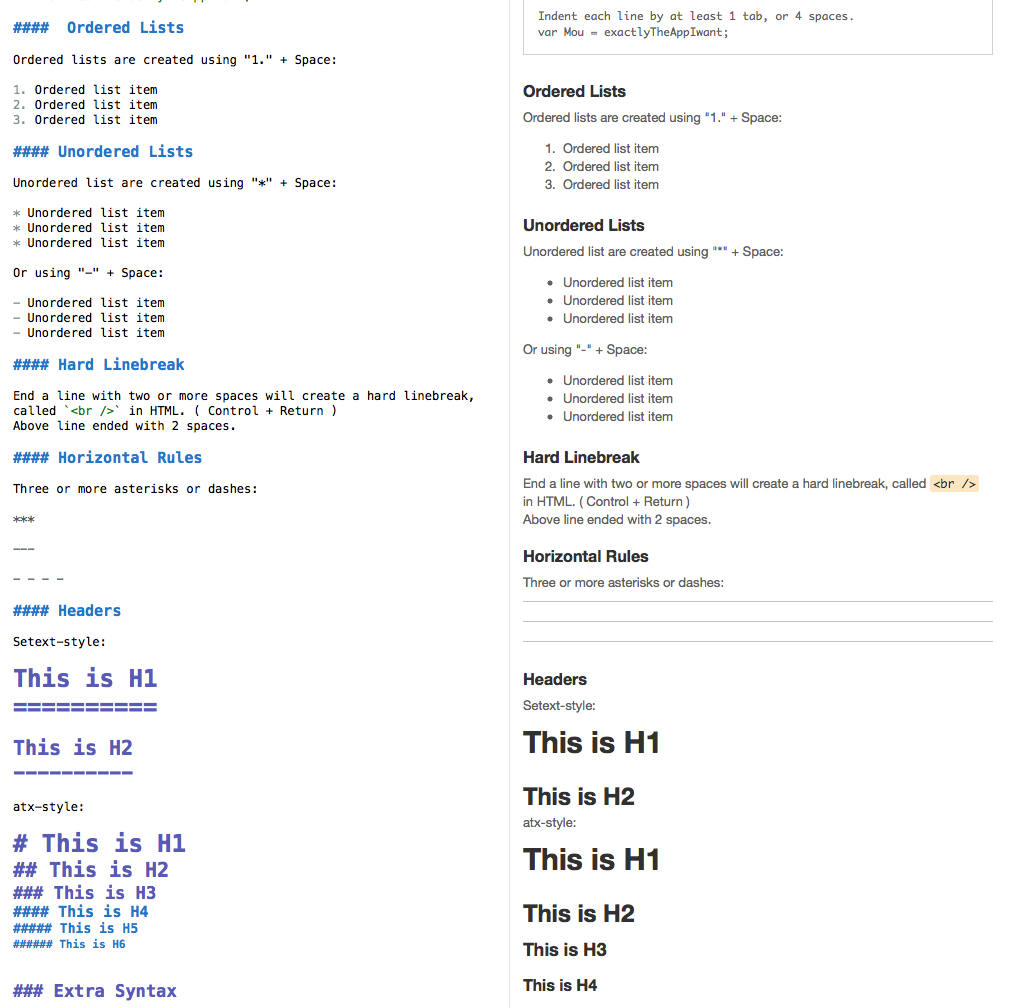 #### Ordered Lists
Ordered lists are created using "1." + Space:
1. Ordered list item
2. Ordered list item
3. Ordered list item
#### Unordered Lists
Unordered list are created using "*" + Space:
* Unordered list item
* Unordered list item
* Unordered list item
Or using "-" + Space:
- Unordered list item
- Unordered list item
- Unordered list item
#### Hard Linebreak
End a line with two or more spaces will create a hard linebreak,
called `<br />` in HTML. ( Control + Return )
Above line ended with 2 spaces.
#### Horizontal Rules
Three or more asterisks or dashes:
***
---
- - - -
#### Headers
Setext-style:
This is H1
==========
This is H2
----------
atx-style:
# This is H1
## This is H2
### This is H3
#### This is H4
##### This is H5
###### This is H6
### Extra Syntax
Indent each line by at least 1 tab, or 4 spaces.
var Mou = exactlyTheAppIwant;
Ordered Lists
Ordered lists are created using "1." + Space:
1. Ordered list item
2. Ordered list item
3. Ordered list item
Unordered Lists
Unordered list are created using "*" + Space:
• Unordered list item
• Unordered list item
• Unordered list item
Or using "-" + Space:
• Unordered list item
• Unordered list item
• Unordered list item
Hard Linebreak
End a line with two or more spaces will create a hard linebreak, called <br />
in HTML. ( Control + Return )
Above line ended with 2 spaces.
Horizontal Rules
Three or more asterisks or dashes:
Headers
Setext-style:
This is H1
This is H2
atx-style:
This is H1
This is H2
This is H3
This is H4